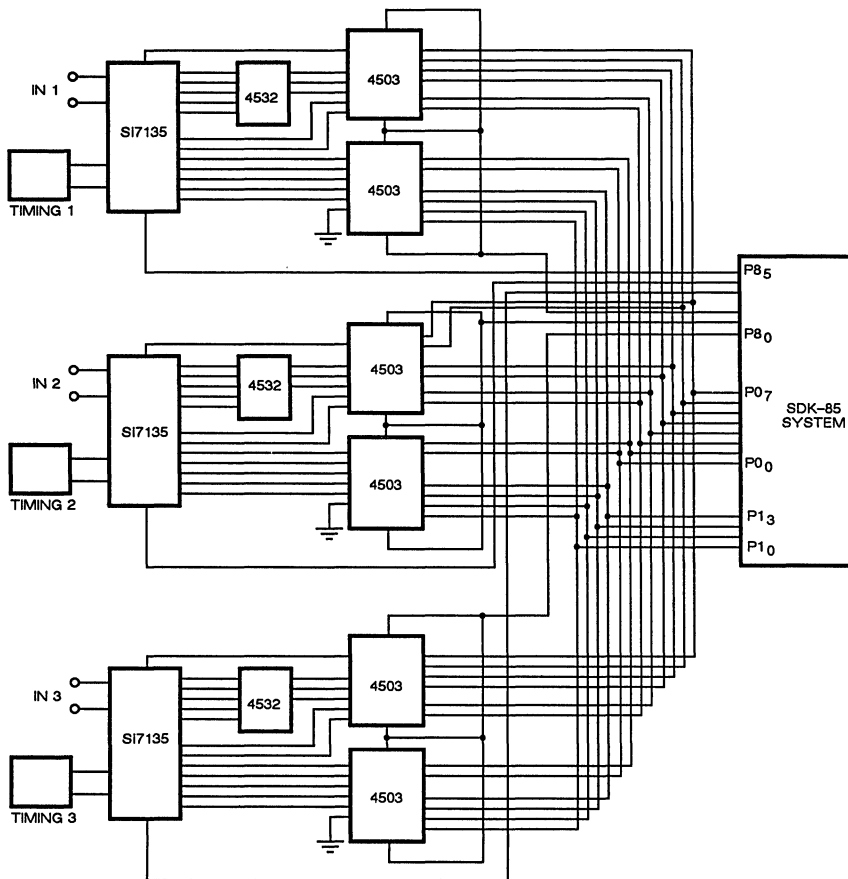 4503
4532
IN 1
SI7135
4503
TIMING 1
P8₅
4503
P8₀
4532
IN 2
SI7135
P0₇
SDK-85
SYSTEM
4503
P0₀
TIMING 2
P1₃
P1₀
4503
4532
IN 3
SI7135
4503
TIMING 3